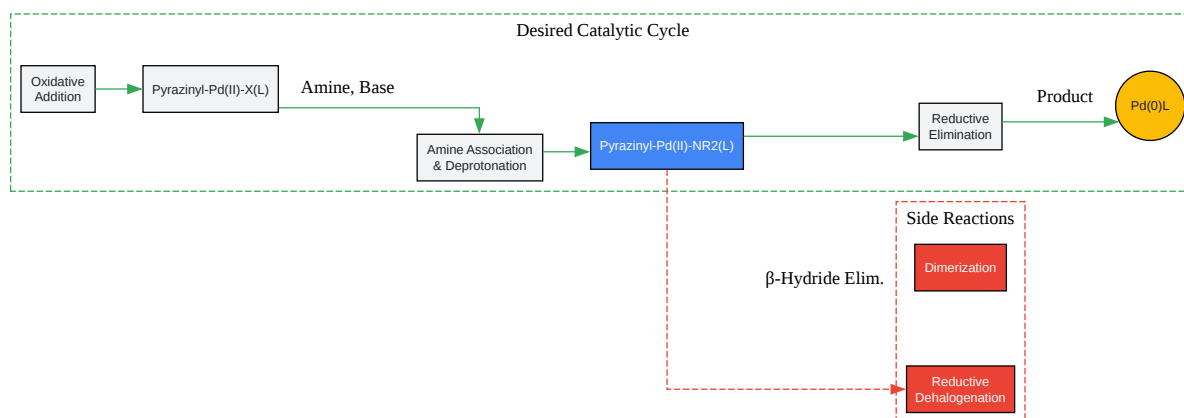 Desired Catalytic Cycle
Oxidative
Addition
Pyrazinyl-Pd(II)-X(L)
Amine, Base
Amine Association
& Deprotonation
Pyrazinyl-Pd(II)-NR2(L)
Reductive
Elimination
Product
Pd(0)L
Side Reactions
Dimerization
β-Hydride Elim.
Reductive
Dehalogenation